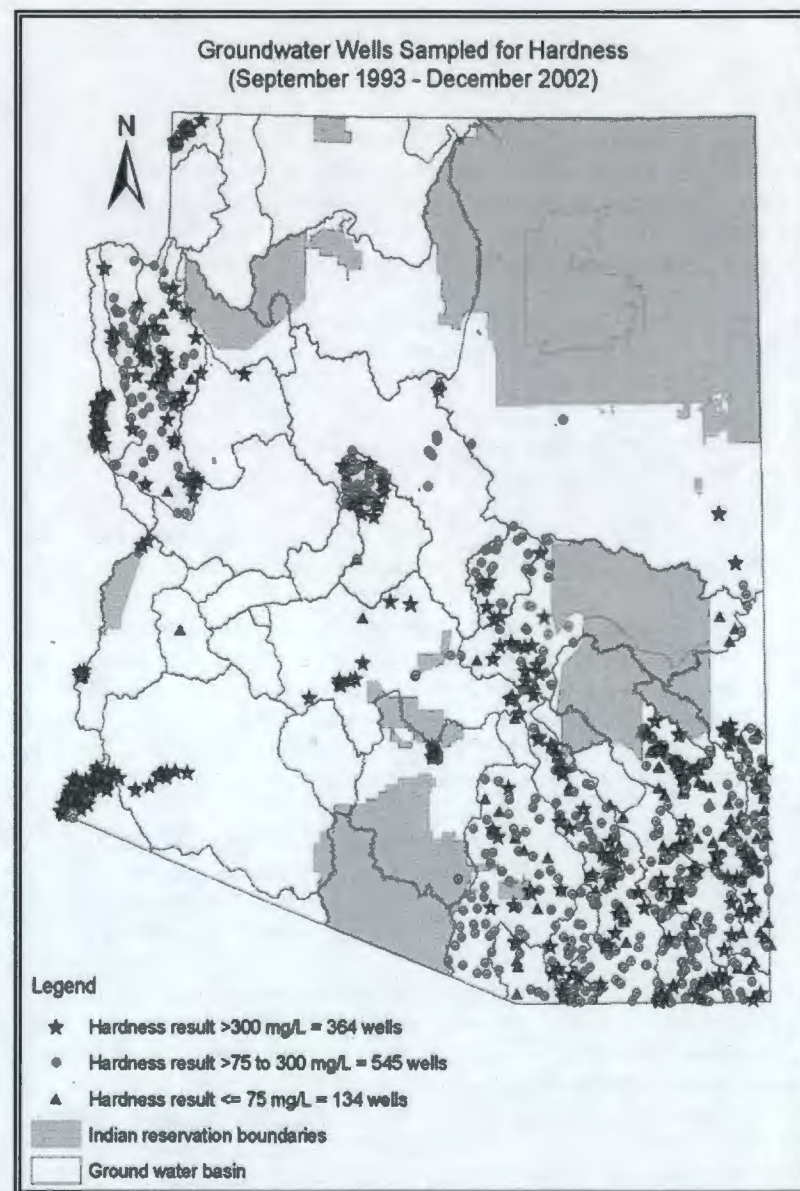 Groundwater Wells Sampled for Hardness
(September 1993 - December 2002)
N
Legend
Hardness result >300 mg/L = 364 wells
Hardness result >75 to 300 mg/L = 545 wells
Hardness result <= 75 mg/L = 134 wells
Indian reservation boundaries
Ground water basin